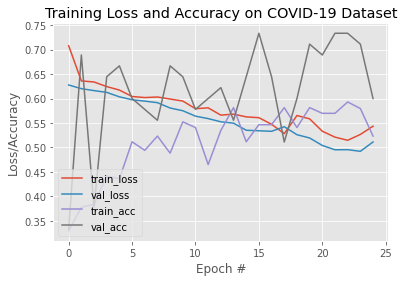 Training Loss and Accuracy on COVID-19 Dataset
0.75
0.70
0.65
0.60
0.55
0.50
0.45
0.40
0.35
Loss/Accuracy
train_loss
val_loss
train_acc
val_acc
0 5 10 15 20 25
Epoch #